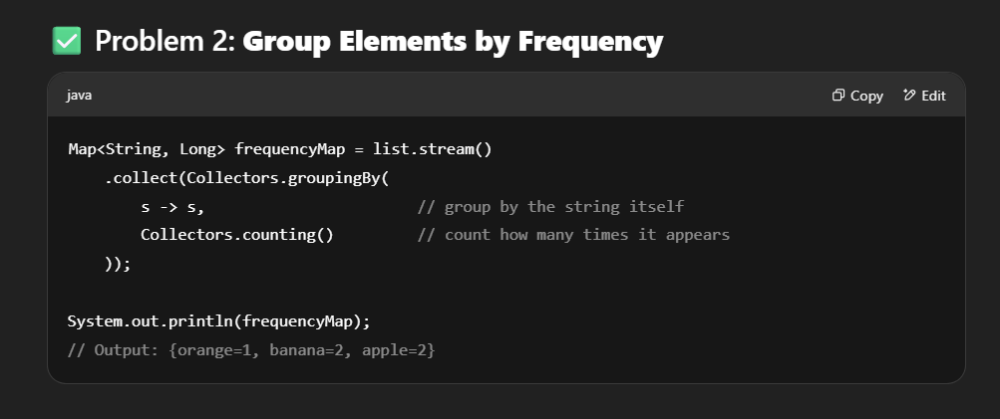 ✅ Problem 2: Group Elements by Frequency
java
Copy
Edit
Map<String, Long> frequencyMap = list.stream()
    .collect(Collectors.groupingBy(
        s -> s,                       // group by the string itself
        Collectors.counting()         // count how many times it appears
    ));
System.out.println(frequencyMap);
// Output: {orange=1, banana=2, apple=2}